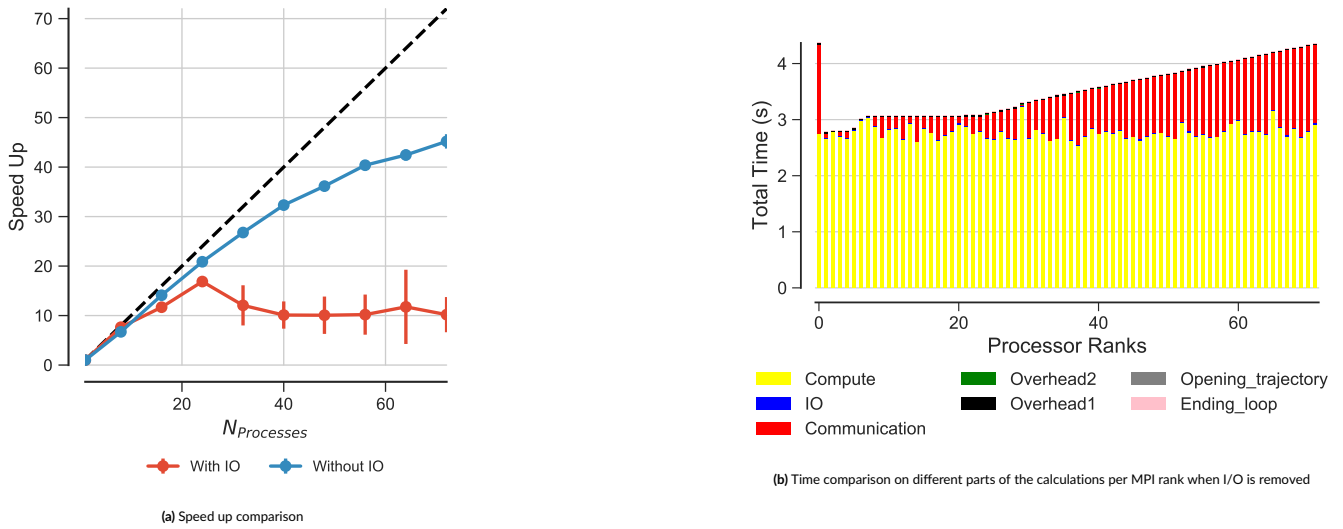 70
60
50
40
30
20
10
0
Speed Up
20 40 60
N_Processes
With IO Without IO
(a) Speed up comparison
4
3
2
1
0
Total Time (s)
0 20 40 60
Processor Ranks
Compute Overhead2 Opening_trajectory
IO Overhead1 Ending_loop
Communication
(b) Time comparison on different parts of the calculations per MPI rank when I/O is removed